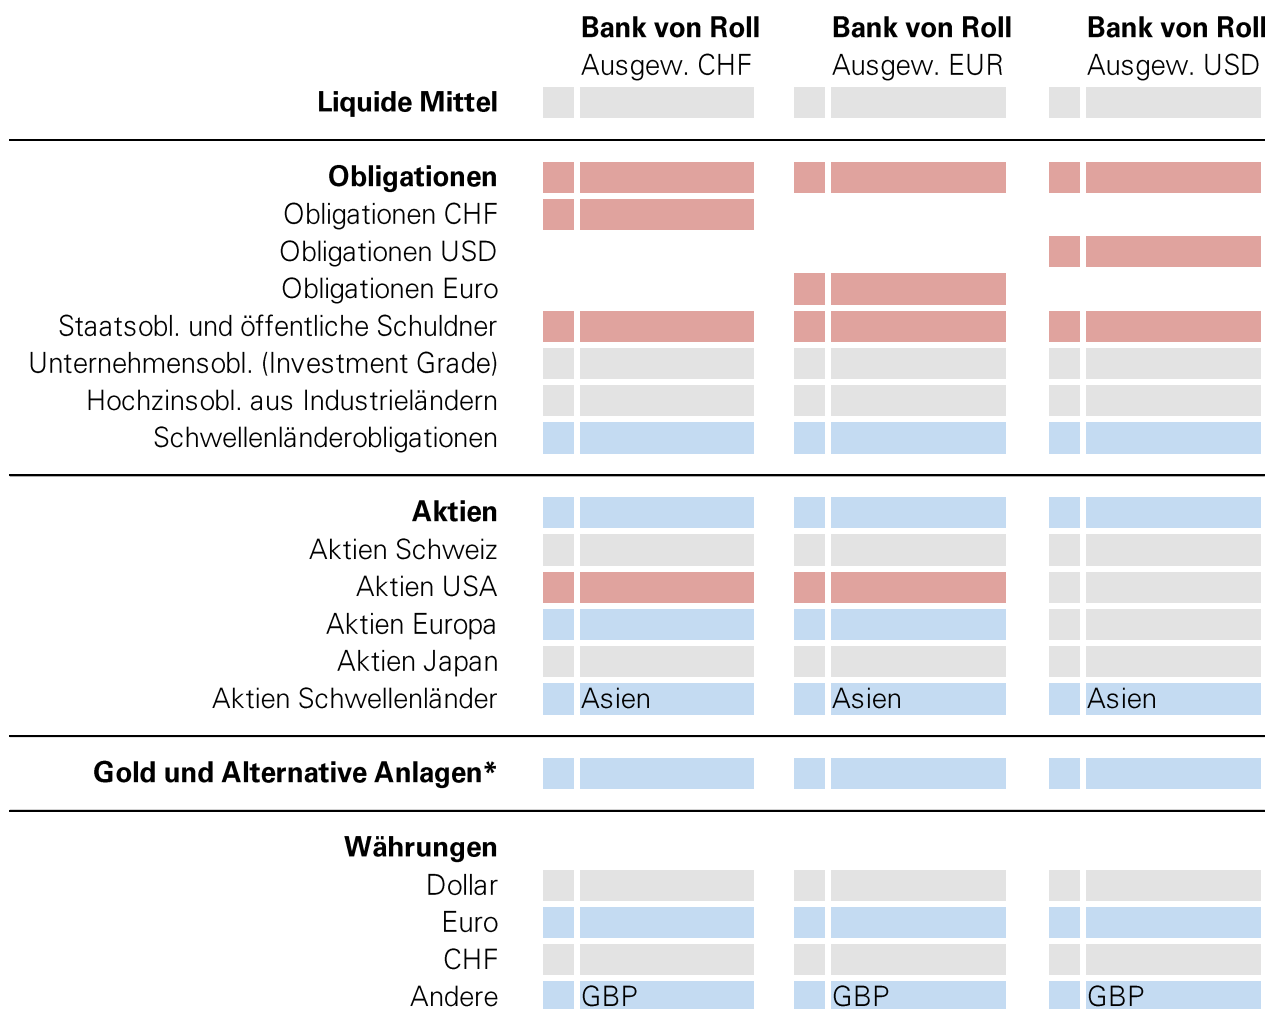 Bank von Roll Bank von Roll Bank von Roll
Ausgew. CHF Ausgew. EUR Ausgew. USD
Liquide Mittel
Obligationen
Obligationen CHF
Obligationen USD
Obligationen Euro
Staatsobl. und öffentliche Schuldner
Unternehmensobl. (Investment Grade)
Hochzinsobl. aus Industrieländern
Schwellenländerobligationen
Aktien
Aktien Schweiz
Aktien USA
Aktien Europa
Aktien Japan
Aktien Schwellenländer Asien Asien Asien
Gold und Alternative Anlagen*
Währungen
Dollar
Euro
CHF
Andere GBP GBP GBP